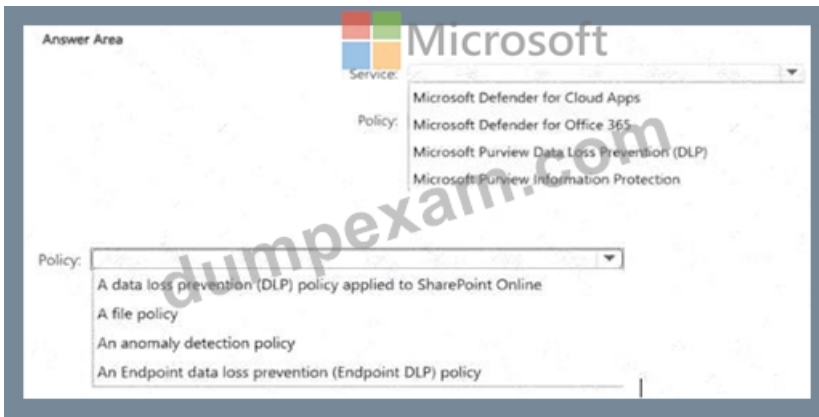 Microsoft
Answer Area
Service:
Microsoft Defender for Cloud Apps
Policy:
Microsoft Defender for Office 365
Microsoft Purview Data Loss Prevention (DLP)
Microsoft Purview Information Protection
dumpexam.com
Policy:
A data loss prevention (DLP) policy applied to SharePoint Online
A file policy
An anomaly detection policy
An Endpoint data loss prevention (Endpoint DLP) policy